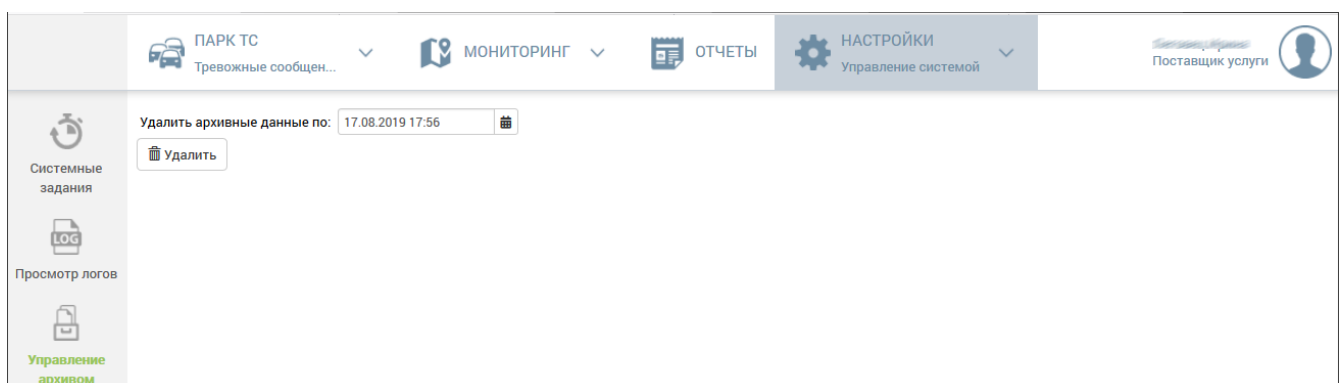 ПАРК ТС
Тревожные сообщен...
МОНИТОРИНГ
ОТЧЕТЫ
НАСТРОЙКИ
Управление системой
Поставщик услуги
Удалить архивные данные по: 17.08.2019 17:56
Удалить
Системные
задания
LOG
Просмотр логов
Управление
архивом